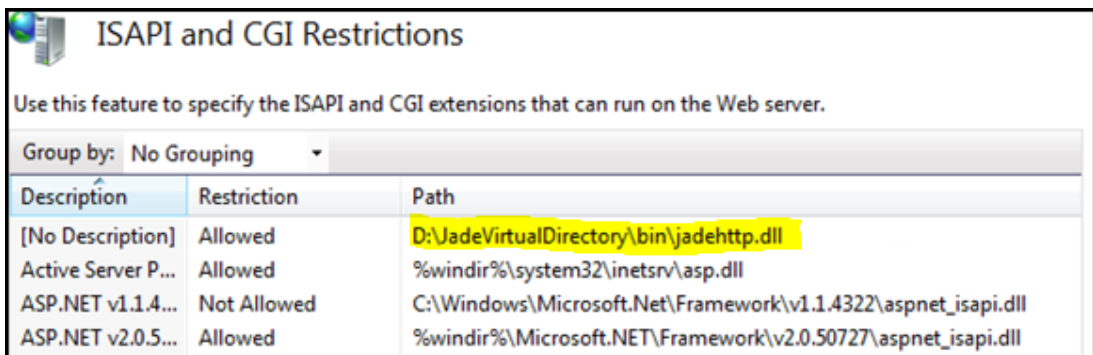 ISAPI and CGI Restrictions
Use this feature to specify the ISAPI and CGI extensions that can run on the Web server.
Group by: No Grouping
Description Restriction Path
[No Description] Allowed D:\JadeVirtualDirectory\bin\jadehttp.dll
Active Server P... Allowed %windir%\system32\inetsrv\asp.dll
ASP.NET v1.1.4... Not Allowed C:\Windows\Microsoft.Net\Framework\v1.1.4322\aspnet_isapi.dll
ASP.NET v2.0.5... Allowed %windir%\Microsoft.NET\Framework\v2.0.50727\aspnet_isapi.dll